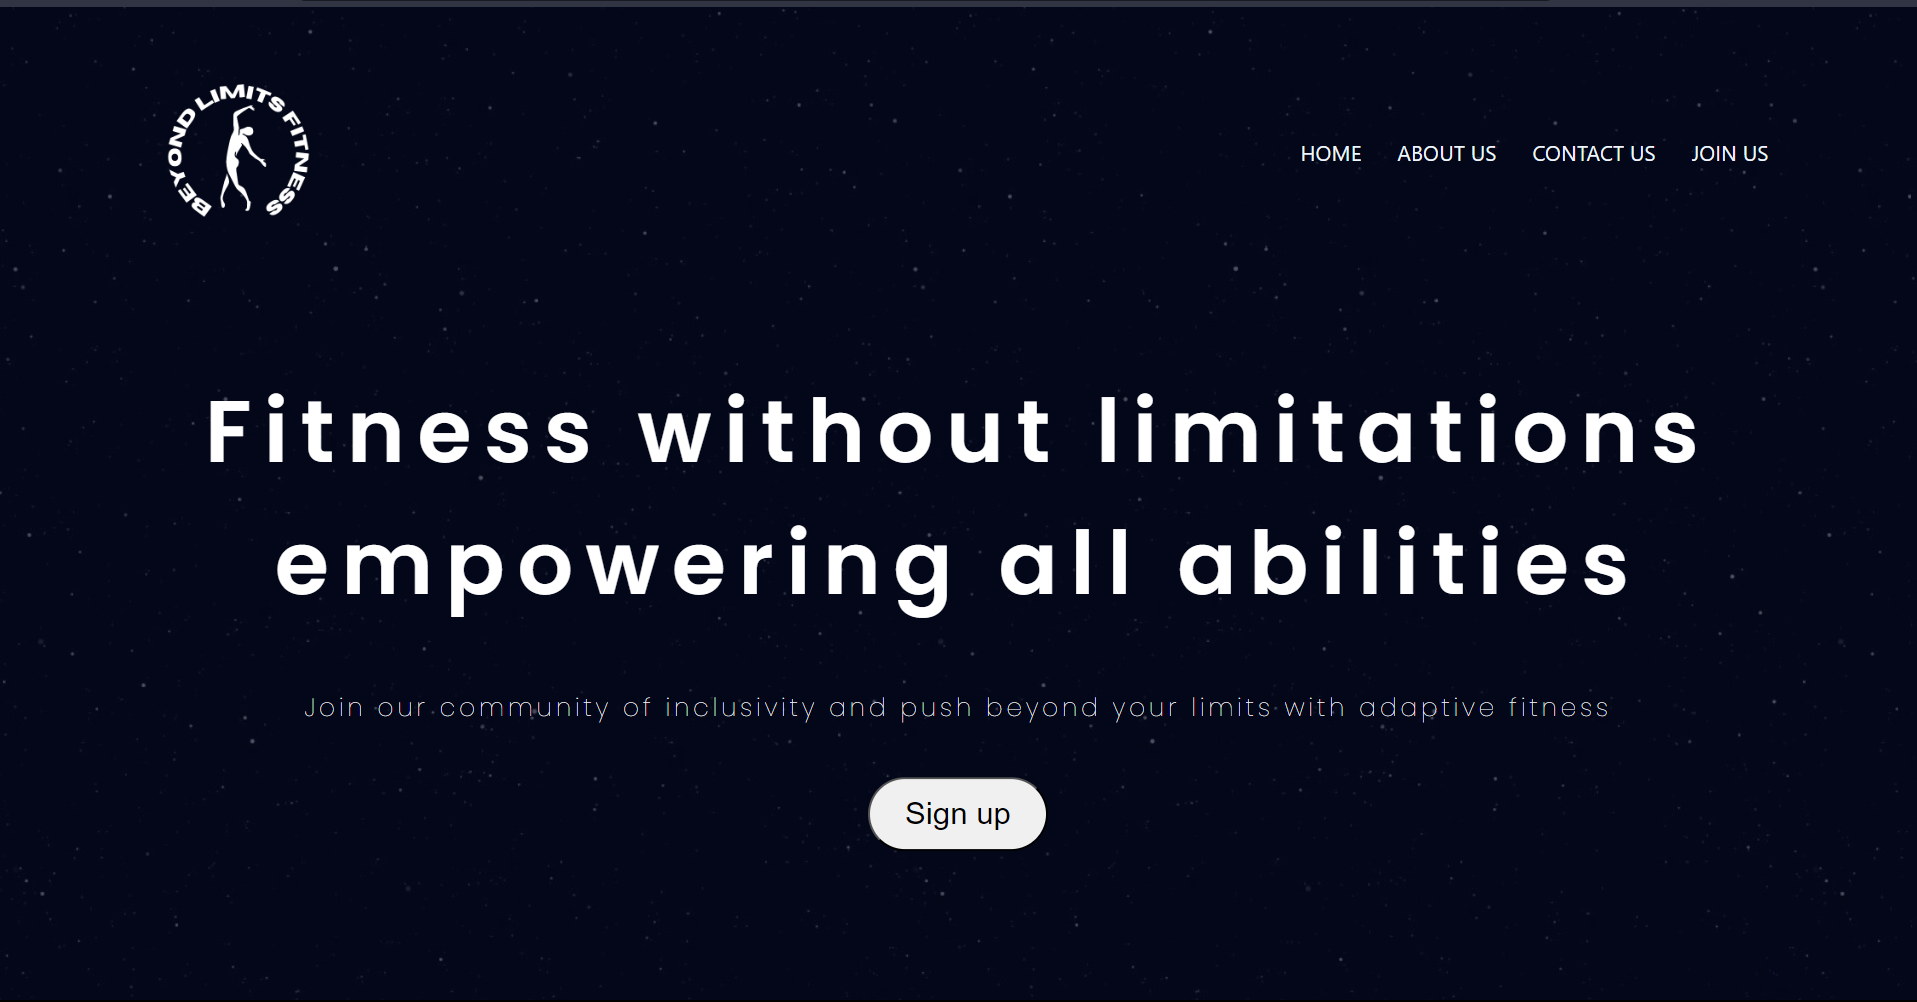 BEYOND LIMITS FITNESS
HOME ABOUT US CONTACT US JOIN US
Fitness without limitations
empowering all abilities
Join our community of inclusivity and push beyond your limits with adaptive fitness
Sign up